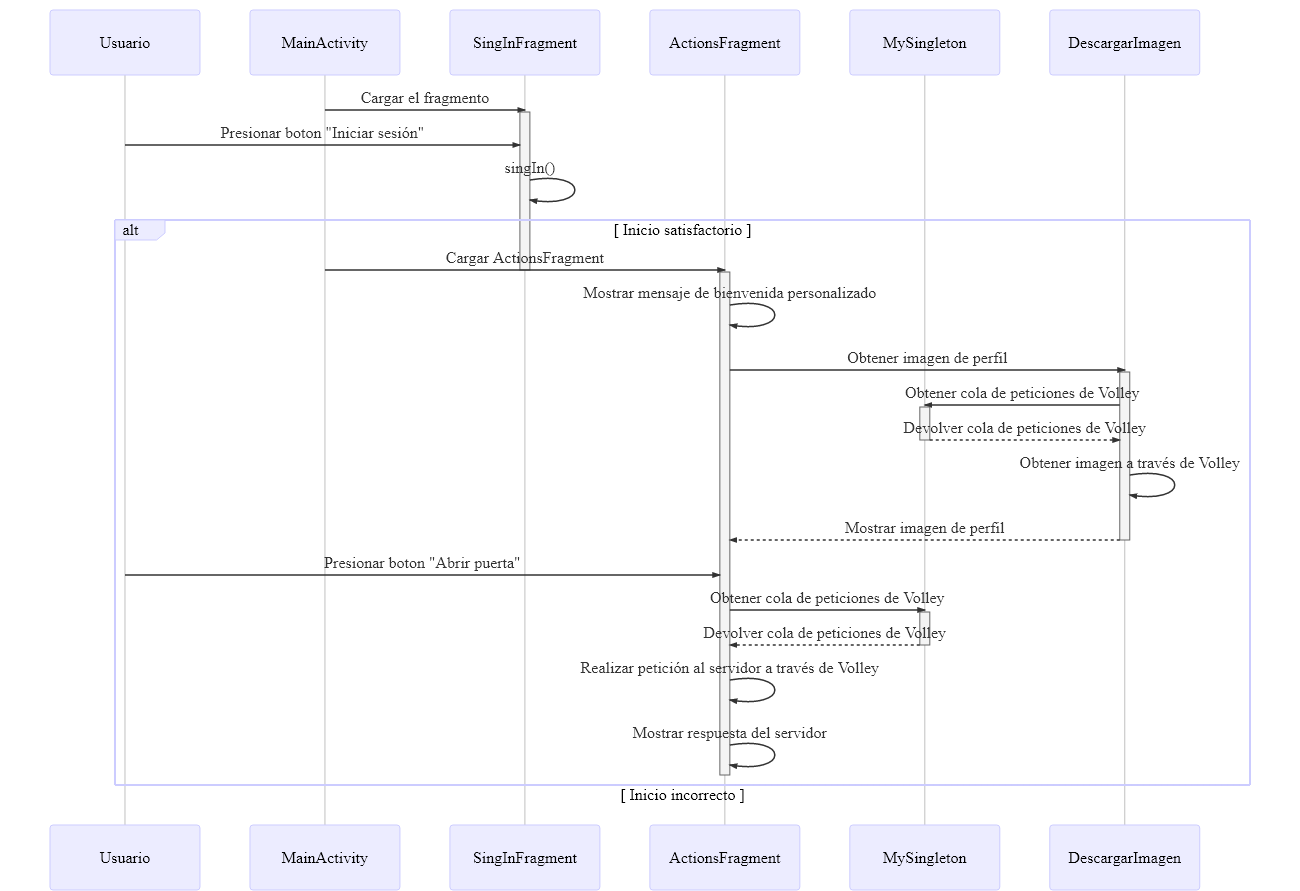 Usuario
MainActivity
SingInFragment
ActionsFragment
MySingleton
DescargarImagen
Cargar el fragmento
Presionar boton "Iniciar sesión"
singIn()
alt
[ Inicio satisfactorio ]
Cargar ActionsFragment
Mostrar mensaje de bienvenida personalizado
Obtener imagen de perfil
Obtener cola de peticiones de Volley
Devolver cola de peticiones de Volley
Obtener imagen a través de Volley
Mostrar imagen de perfil
Presionar boton "Abrir puerta"
Obtener cola de peticiones de Volley
Devolver cola de peticiones de Volley
Realizar petición al servidor a través de Volley
Mostrar respuesta del servidor
[ Inicio incorrecto ]
Usuario
MainActivity
SingInFragment
ActionsFragment
MySingleton
DescargarImagen